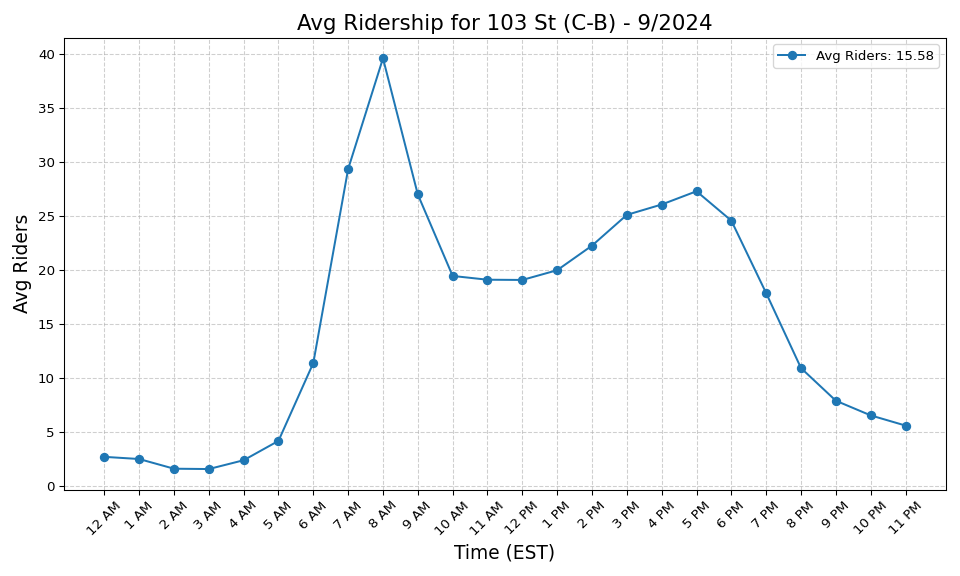 Avg Ridership for 103 St (C-B) - 9/2024
Avg Riders: 15.58
Avg Riders
40
35
30
25
20
15
10
5
0
12 AM
1 AM
2 AM
3 AM
4 AM
5 AM
6 AM
7 AM
8 AM
9 AM
10 AM
11 AM
12 PM
1 PM
2 PM
3 PM
4 PM
5 PM
6 PM
7 PM
8 PM
9 PM
10 PM
11 PM
Time (EST)